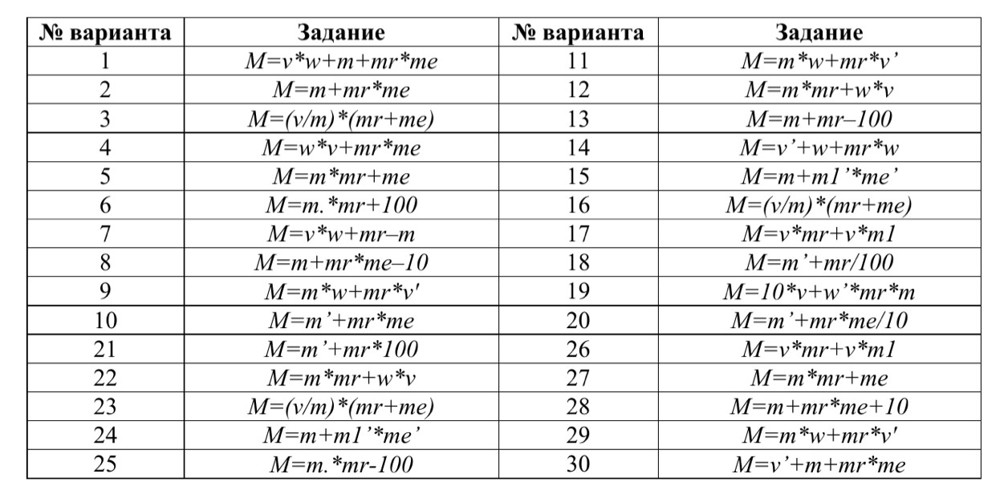 № варианта Задание № варианта Задание
1 M=v*w+m+mr*me 11 M=m*w+mr*v’
2 M=m+mr*me 12 M=m*mr+w*v
3 M=(v/m)*(mr+me) 13 M=m+mr–100
4 M=w*v+mr*me 14 M=v’+w+mr*w
5 M=m*mr+me 15 M=m+m1’*me’
6 M=m.*mr+100 16 M=(v/m)*(mr+me)
7 M=v*w+mr–m 17 M=v*mr+v*m1
8 M=m+mr*me–10 18 M=m’+mr/100
9 M=m*w+mr*v' 19 M=10*v+w’*mr*m
10 M=m’+mr*me 20 M=m’+mr*me/10
21 M=m’+mr*100 26 M=v*mr+v*m1
22 M=m*mr+w*v 27 M=m*mr+me
23 M=(v/m)*(mr+me) 28 M=m+mr*me+10
24 M=m+m1’*me’ 29 M=m*w+mr*v'
25 M=m.*mr-100 30 M=v’+m+mr*me